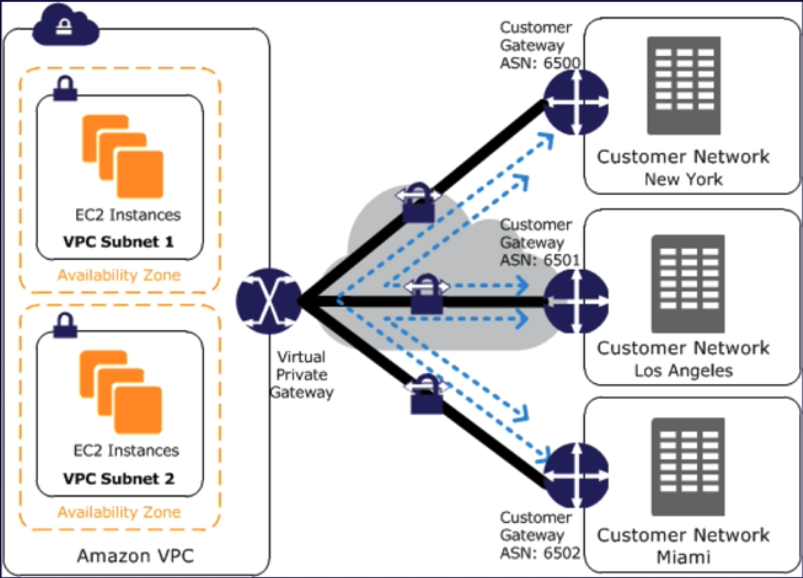 EC2 Instances
VPC Subnet 1
Availability Zone
EC2 Instances
VPC Subnet 2
Availability Zone
Amazon VPC
Virtual
Private
Gateway
Customer
Gateway
ASN: 6500
Customer Network
New York
Customer
Gateway
ASN: 6501
Customer Network
Los Angeles
Customer
Gateway
ASN: 6502
Customer Network
Miami